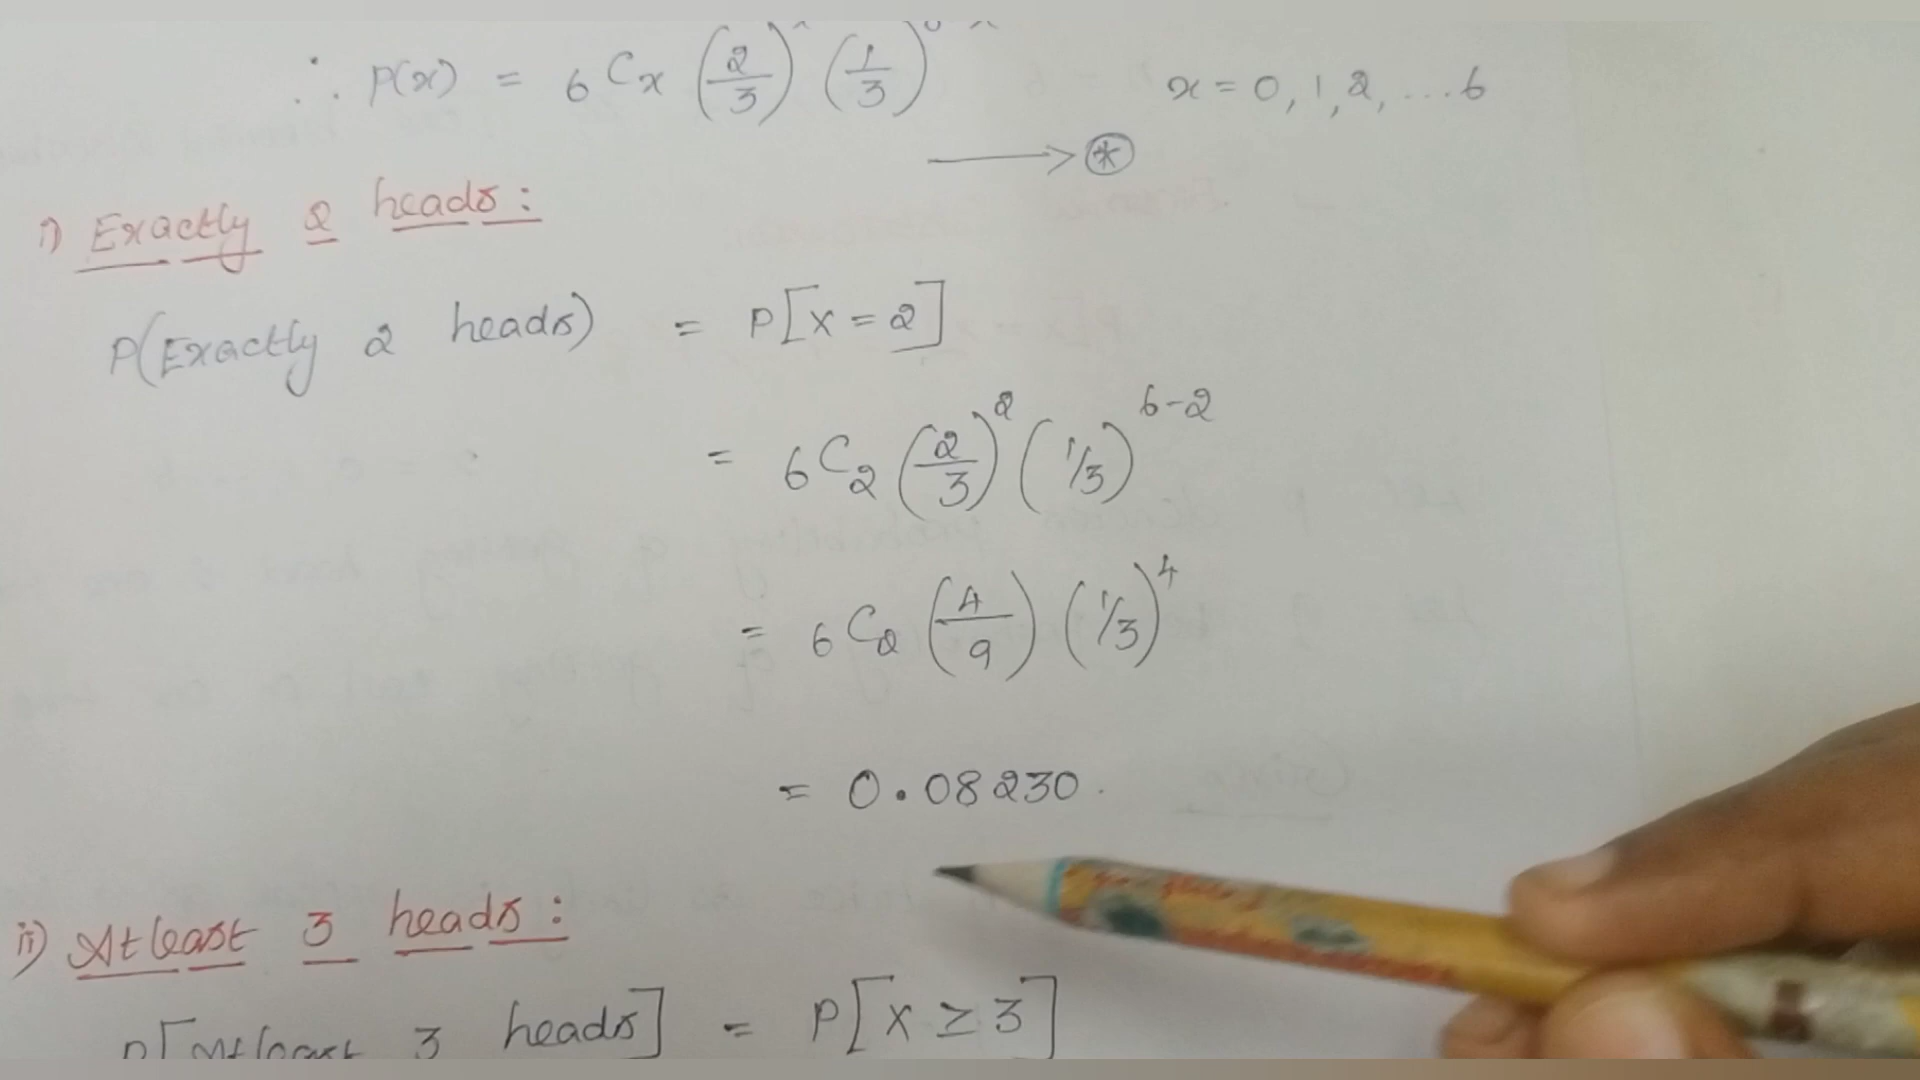 ∴ P(x) = 6Cx (2/3)^x (1/3)^6-x x = 0, 1, 2, ...6
⟶ ⊛
i) Exactly 2 heads:
P(Exactly 2 heads) = P[X = 2]
= 6C2 (2/3)^2 (1/3)^6-2
= 6C2 (4/9) (1/3)^4
= 0.08230.
ii) Atleast 3 heads:
P[Atleast 3 heads] = P[X ≥ 3]